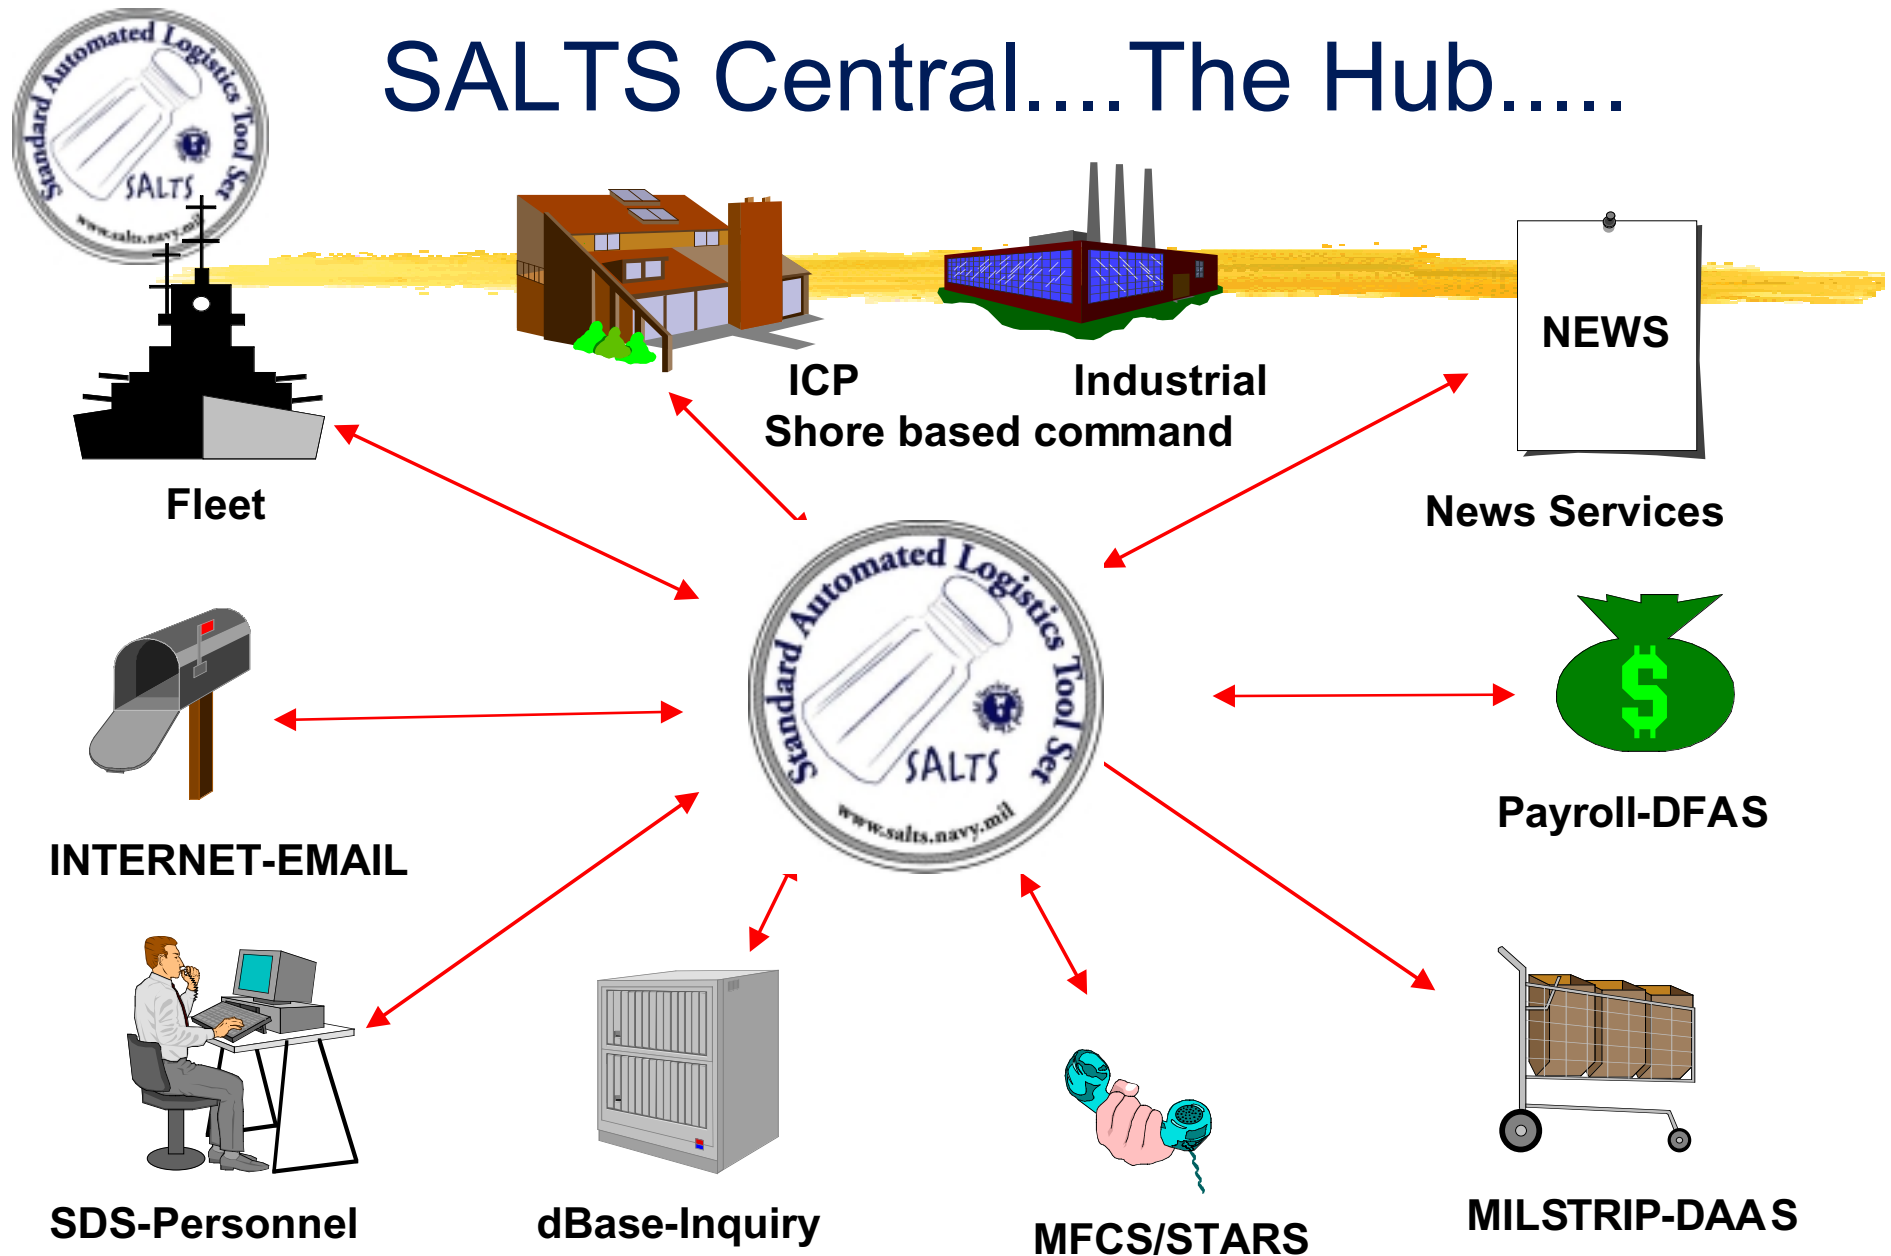 SALTS Central....The Hub.....
Standard Automated Logistics Tool Set
SALTS
www.salts.navy.mil
NEWS
ICP
Industrial
Shore based command
Fleet
News Services
Standard Automated Logistics Tool Set
SALTS
www.salts.navy.mil
$
INTERNET-EMAIL
Payroll-DFAS
SDS-Personnel
dBase-Inquiry
MFCS/STARS
MILSTRIP-DAAS